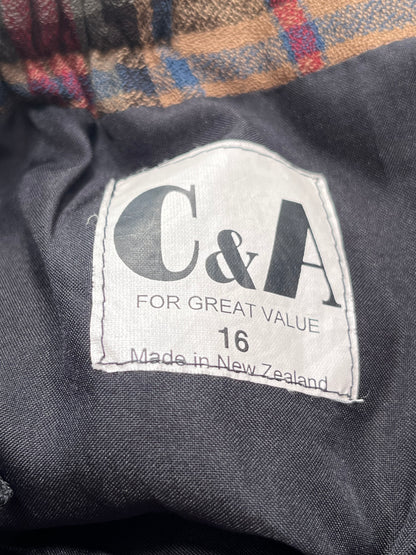 C&A
FOR GREAT VALUE
16
Made in New Zealand